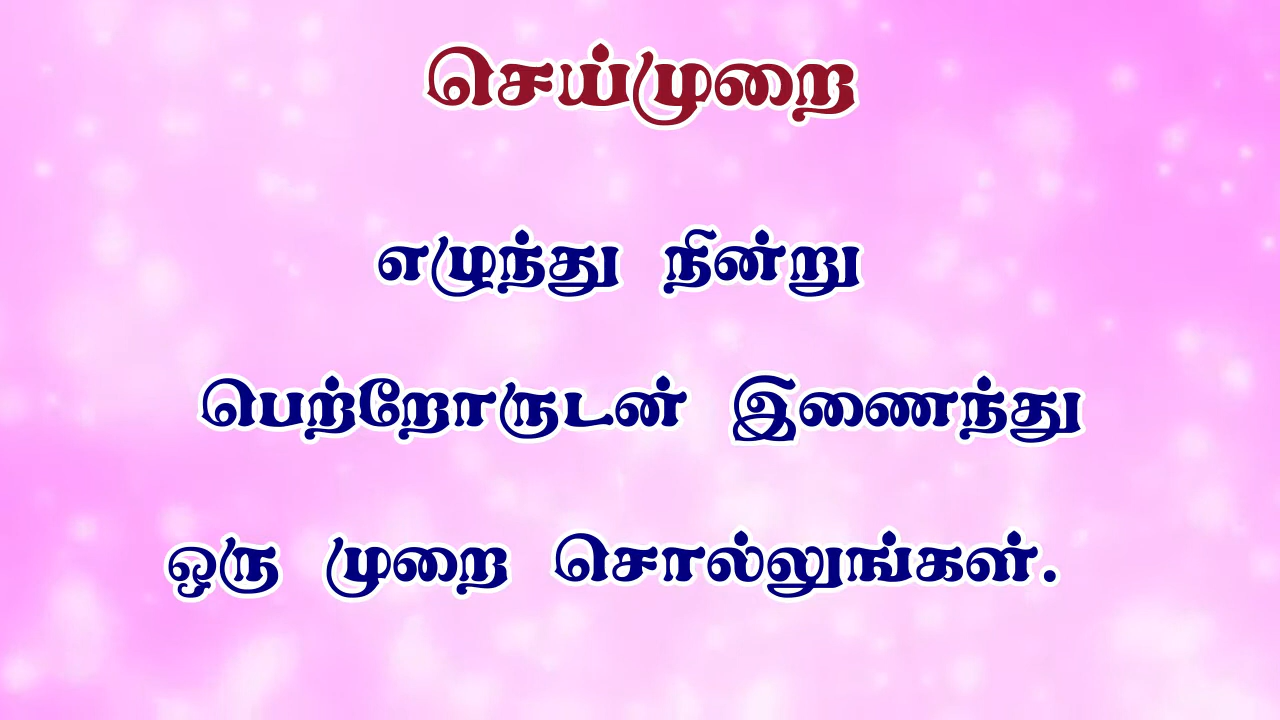 செய்முறை
எழுந்து நின்று
பெற்றோருடன் இணைந்து
ஒரு முறை சொல்லுங்கள்.